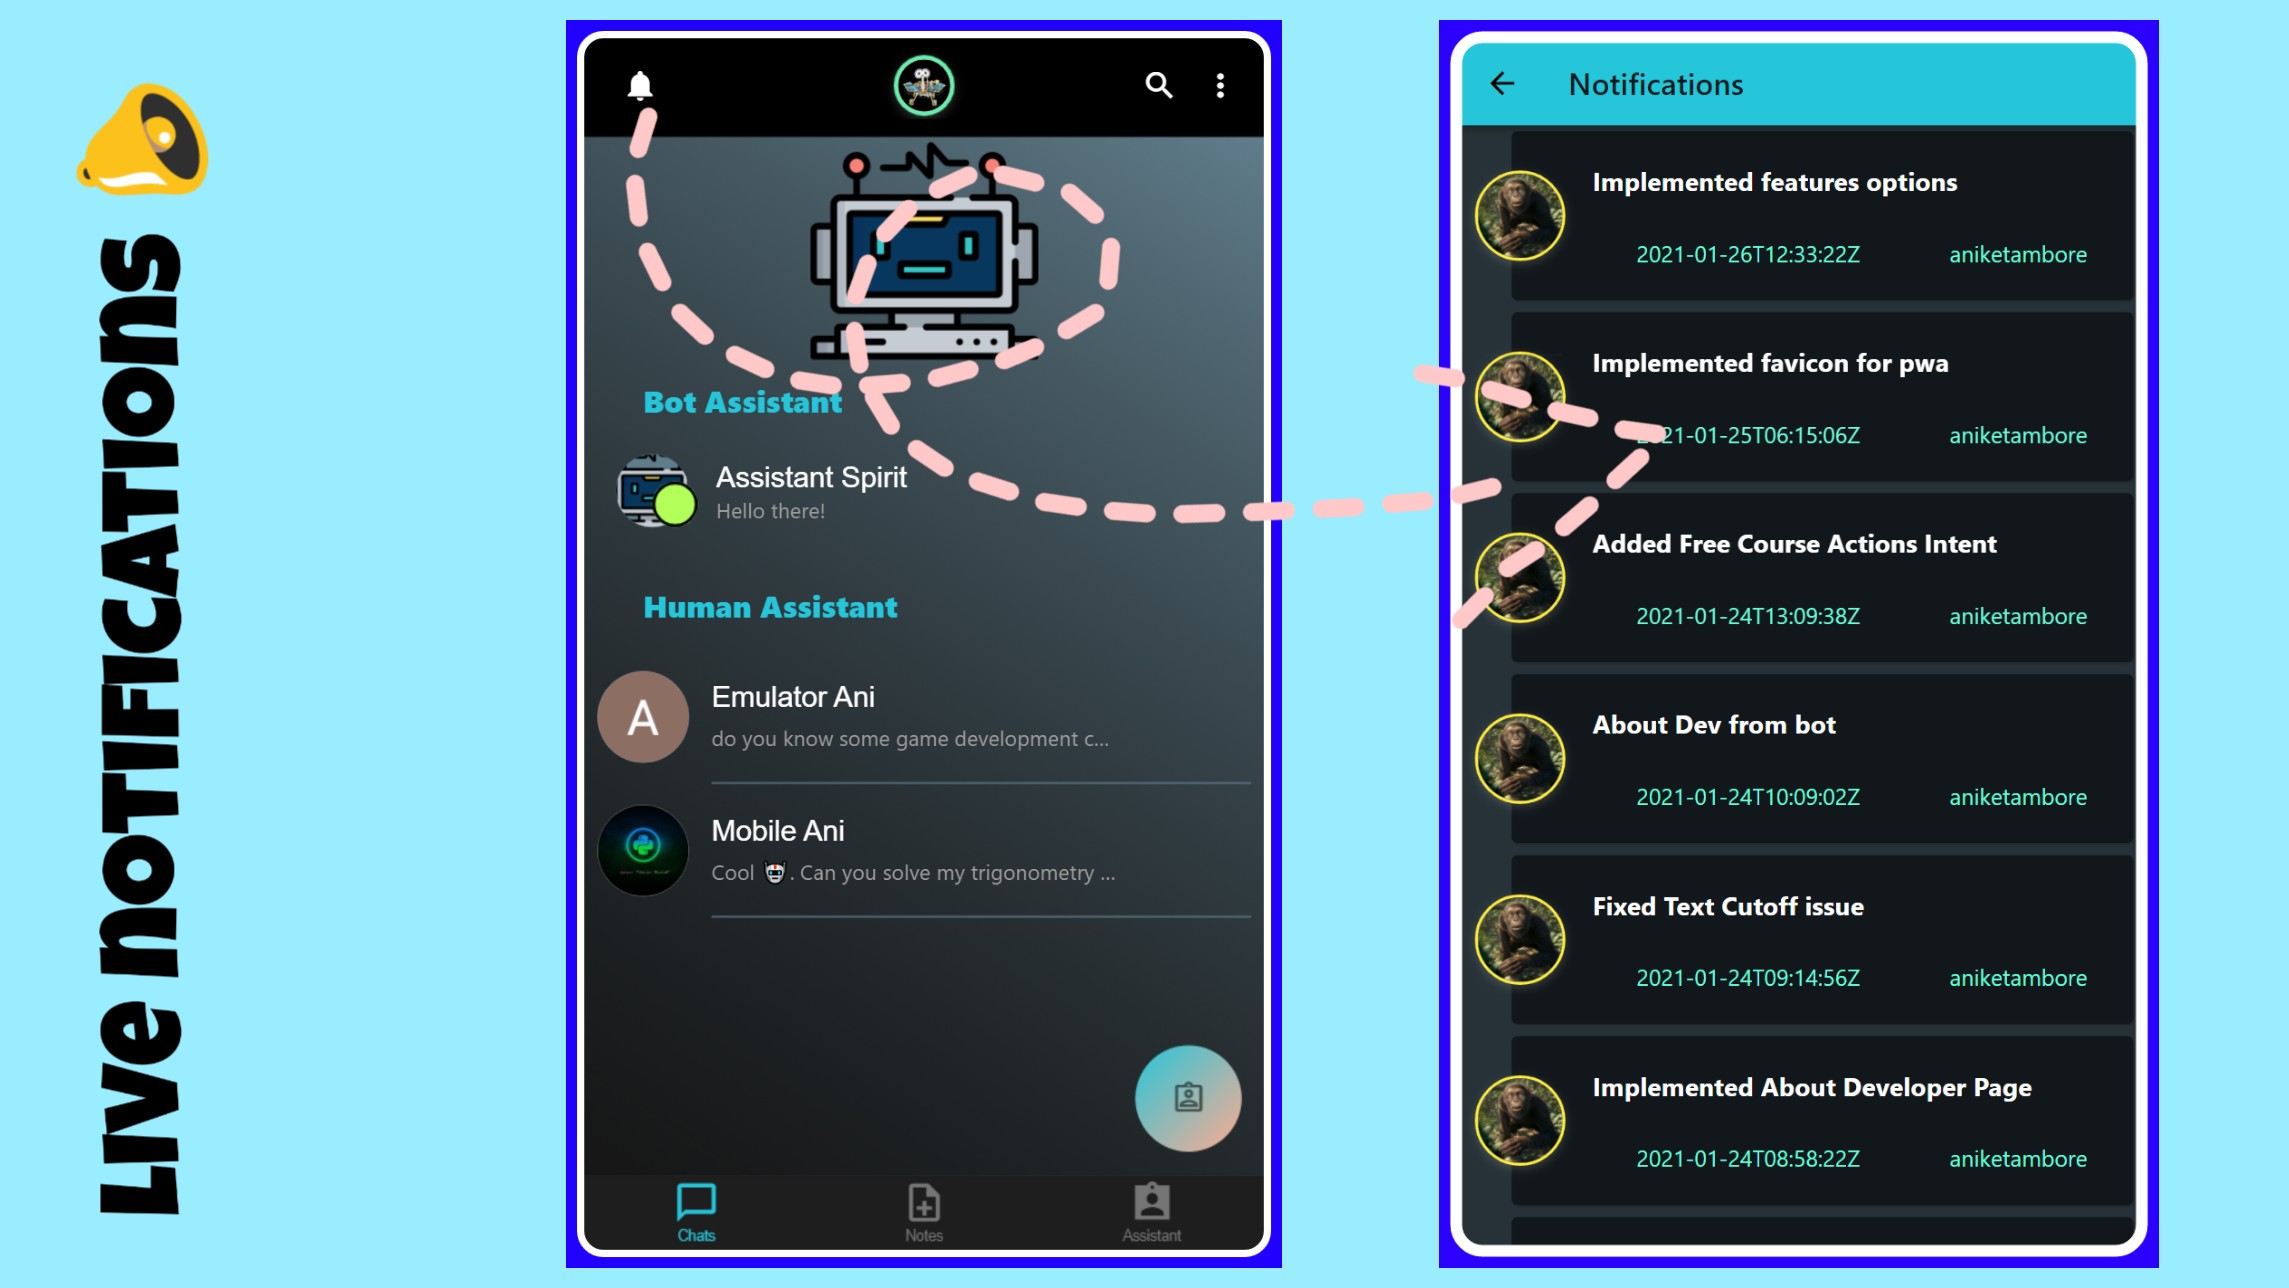 Live notifications
Bot Assistant
Assistant Spirit
Hello there!
Human Assistant
A
Emulator Ani
do you know some game development c...
Mobile Ani
Cool 🤖. Can you solve my trigonometry ...
Chats
Notes
Assistant
Notifications
Implemented features options
2021-01-26T12:33:22Z aniketambore
Implemented favicon for pwa
2021-01-25T06:15:06Z aniketambore
Added Free Course Actions Intent
2021-01-24T13:09:38Z aniketambore
About Dev from bot
2021-01-24T10:09:02Z aniketambore
Fixed Text Cutoff issue
2021-01-24T09:14:56Z aniketambore
Implemented About Developer Page
2021-01-24T08:58:22Z aniketambore